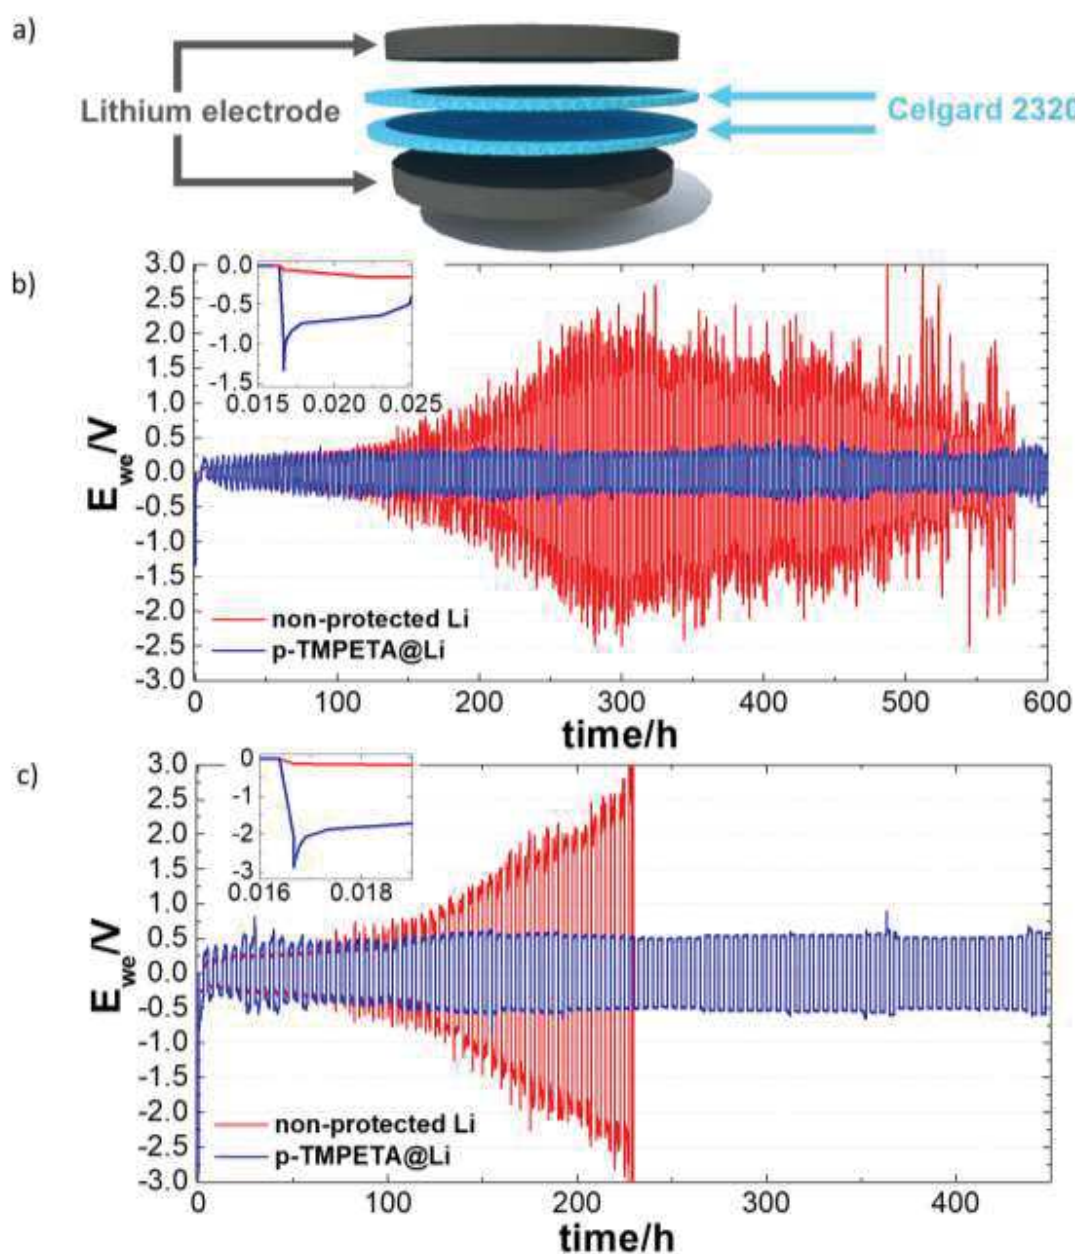 a)
Lithium electrode
Celgard 2320
b)
3.0
2.5
2.0
1.5
1.0
0.5
0.0
-0.5
-1.0
-1.5
-2.0
-2.5
-3.0
E_we /V
0.0
-0.5
-1.0
-1.5
0.015 0.020 0.025
non-protected Li
p-TMPETA@Li
0 100 200 300 400 500 600
time/h
c)
3.0
2.5
2.0
1.5
1.0
0.5
0.0
-0.5
-1.0
-1.5
-2.0
-2.5
-3.0
E_we /V
0
-1
-2
-3
0.016 0.018
non-protected Li
p-TMPETA@Li
0 100 200 300 400
time/h